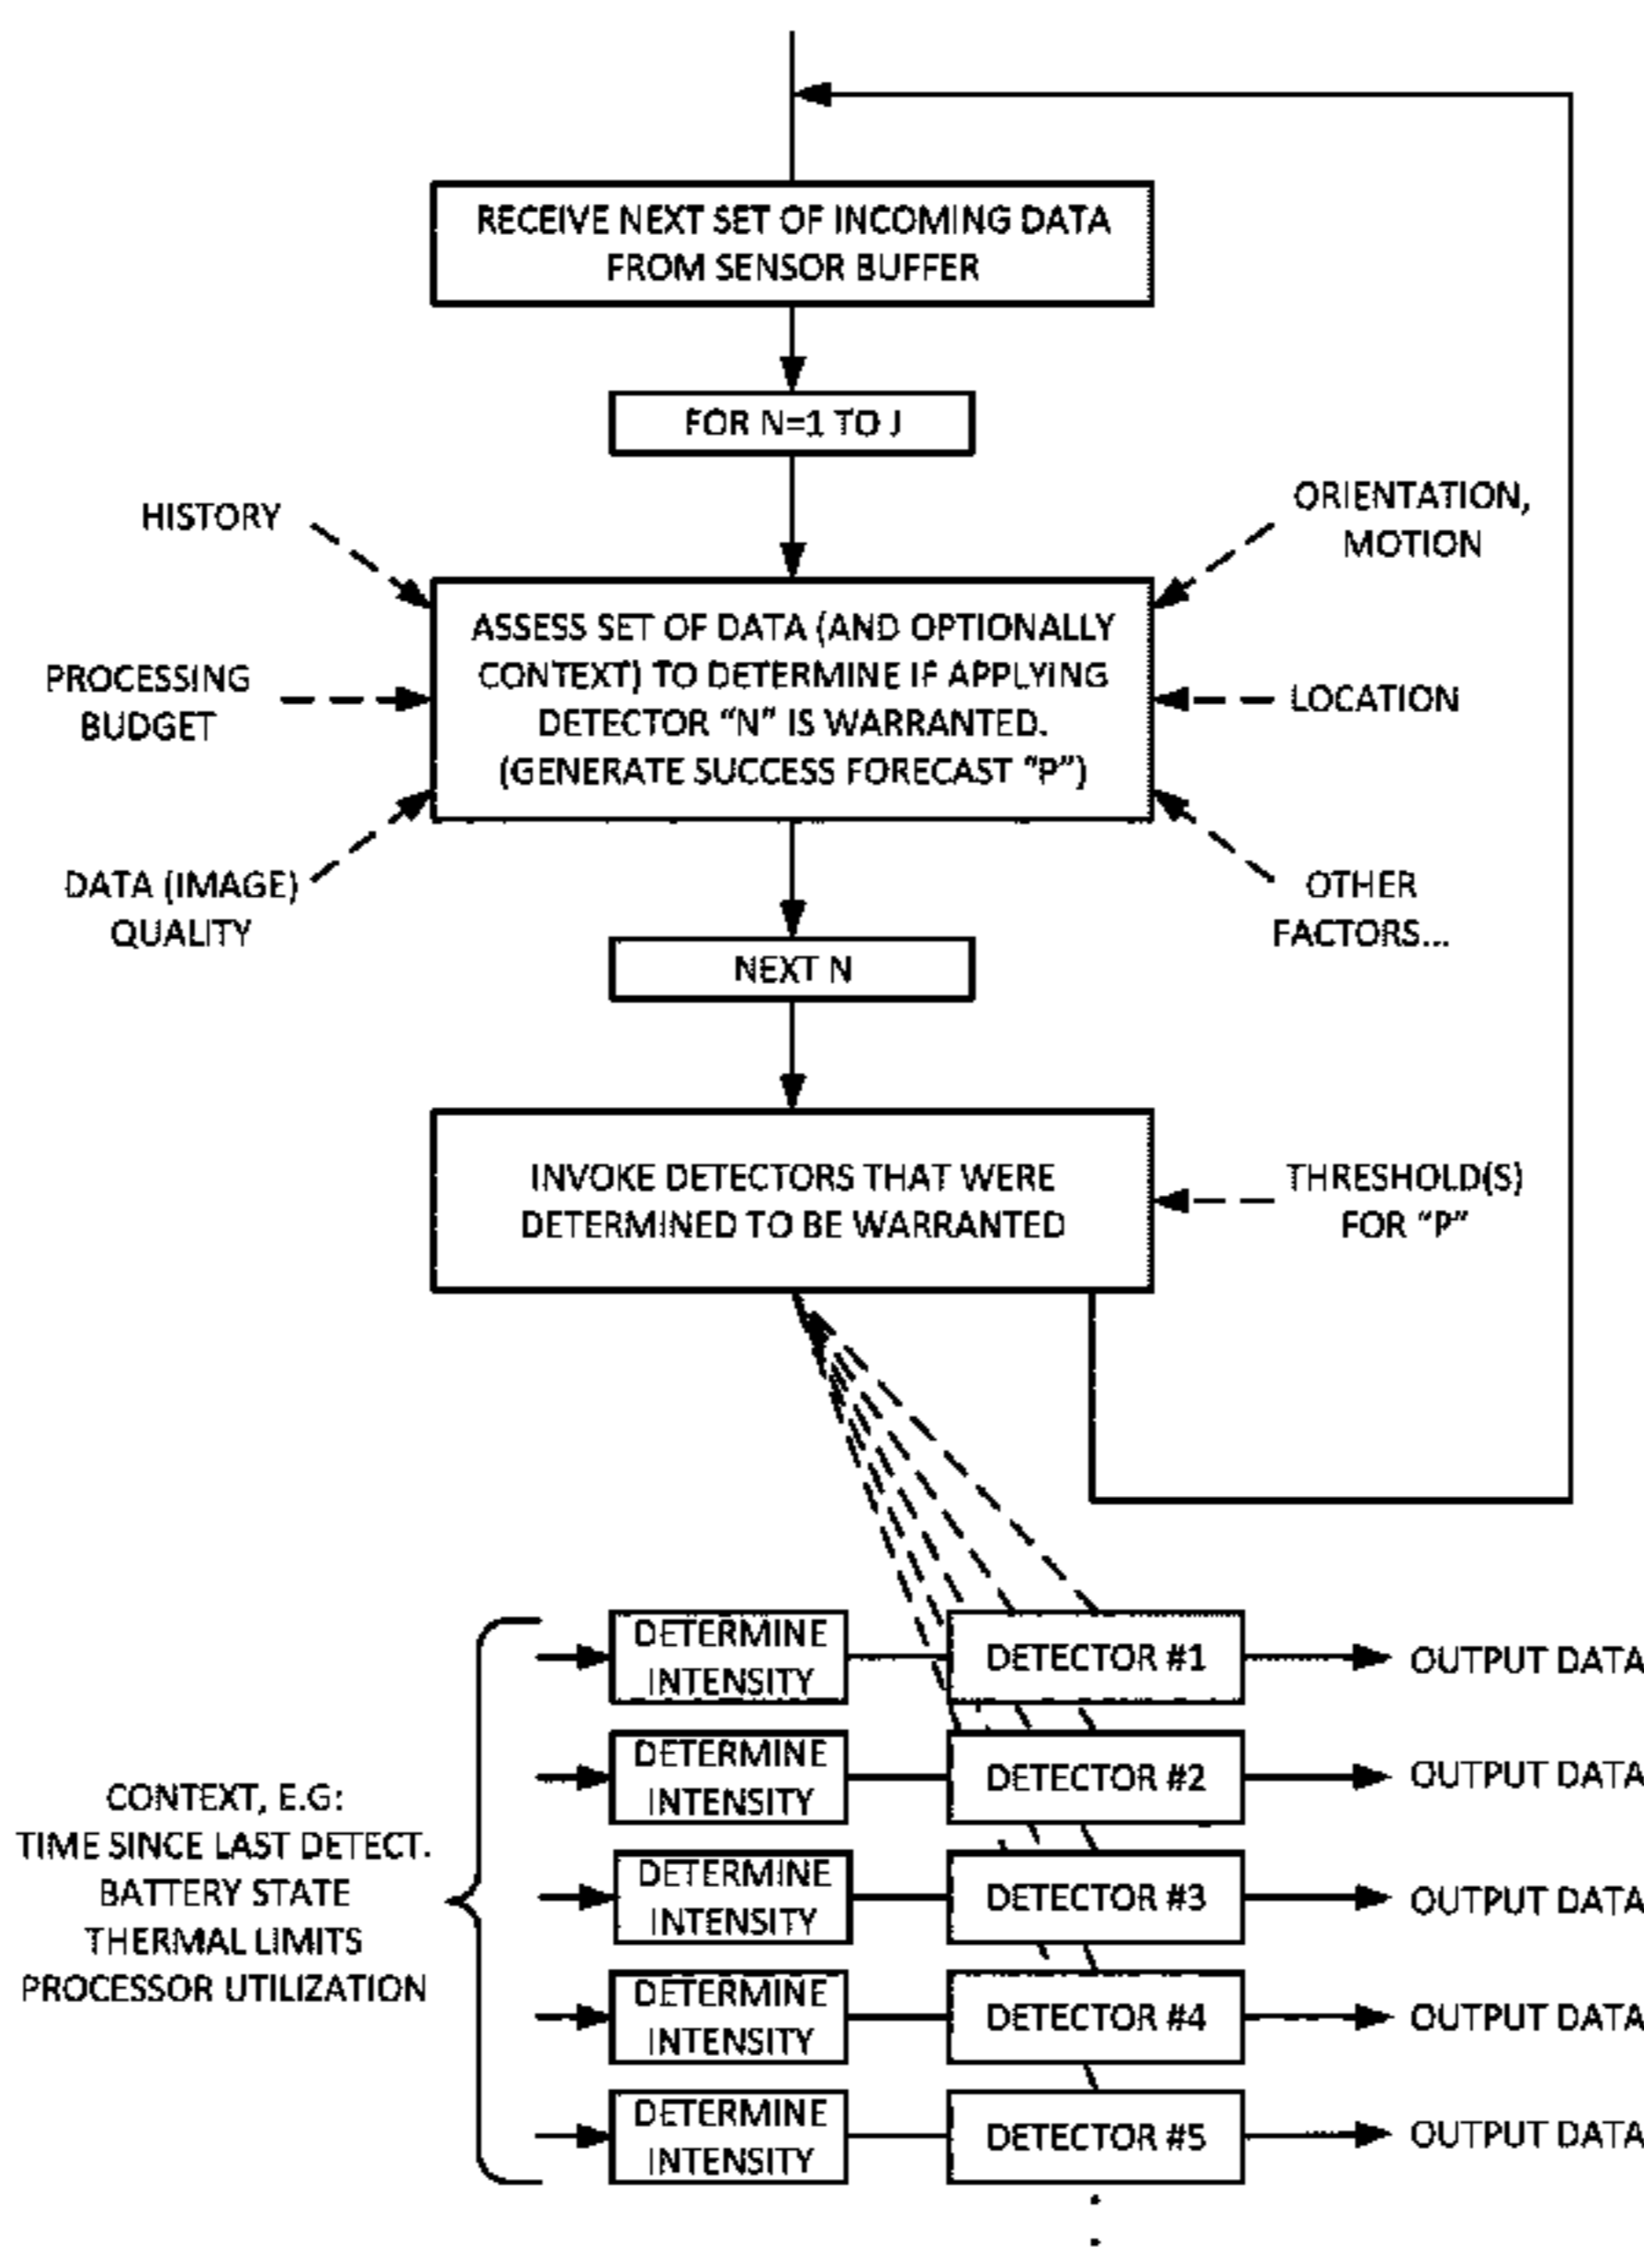 RECEIVE NEXT SET OF INCOMING DATA
FROM SENSOR BUFFER
FOR N=1 TO J
HISTORY
ORIENTATION,
MOTION
ASSESS SET OF DATA (AND OPTIONALLY
CONTEXT) TO DETERMINE IF APPLYING
DETECTOR “N” IS WARRANTED.
(GENERATE SUCCESS FORECAST “P”)
PROCESSING
BUDGET
LOCATION
DATA (IMAGE)
QUALITY
OTHER
FACTORS...
NEXT N
INVOKE DETECTORS THAT WERE
DETERMINED TO BE WARRANTED
THRESHOLD(S)
FOR “P”
CONTEXT, E.G:
TIME SINCE LAST DETECT.
BATTERY STATE
THERMAL LIMITS
PROCESSOR UTILIZATION
DETERMINE
INTENSITY
DETECTOR #1
OUTPUT DATA
DETERMINE
INTENSITY
DETECTOR #2
OUTPUT DATA
DETERMINE
INTENSITY
DETECTOR #3
OUTPUT DATA
DETERMINE
INTENSITY
DETECTOR #4
OUTPUT DATA
DETERMINE
INTENSITY
DETECTOR #5
OUTPUT DATA